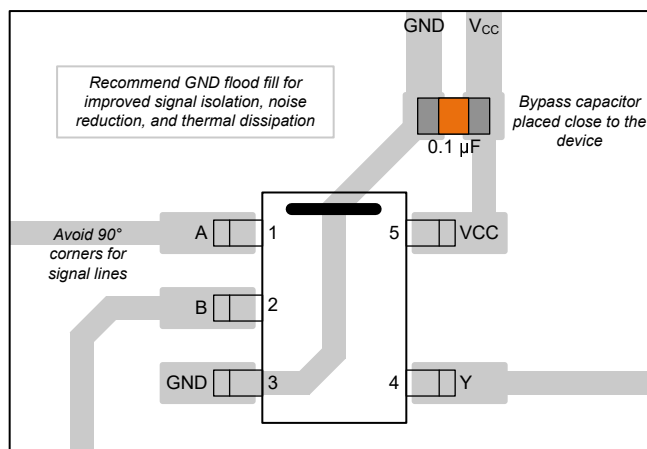 GND VCC
Recommend GND flood fill for
improved signal isolation, noise
reduction, and thermal dissipation
Bypass capacitor
placed close to the
device
0.1 µF
A 1 5 VCC
Avoid 90°
corners for
signal lines
B 2
GND 3 4 Y